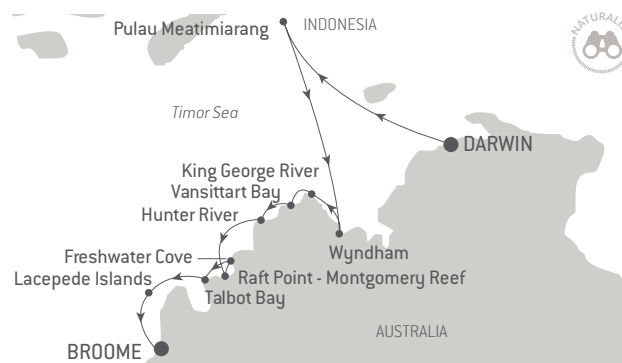 Pulau Meatimiarang
INDONESIA
Timor Sea
DARWIN
King George River
Vansittart Bay
Hunter River
Wyndham
Freshwater Cove
Raft Point - Montgomery Reef
Lacepede Islands
Talbot Bay
AUSTRALIA
BROOME